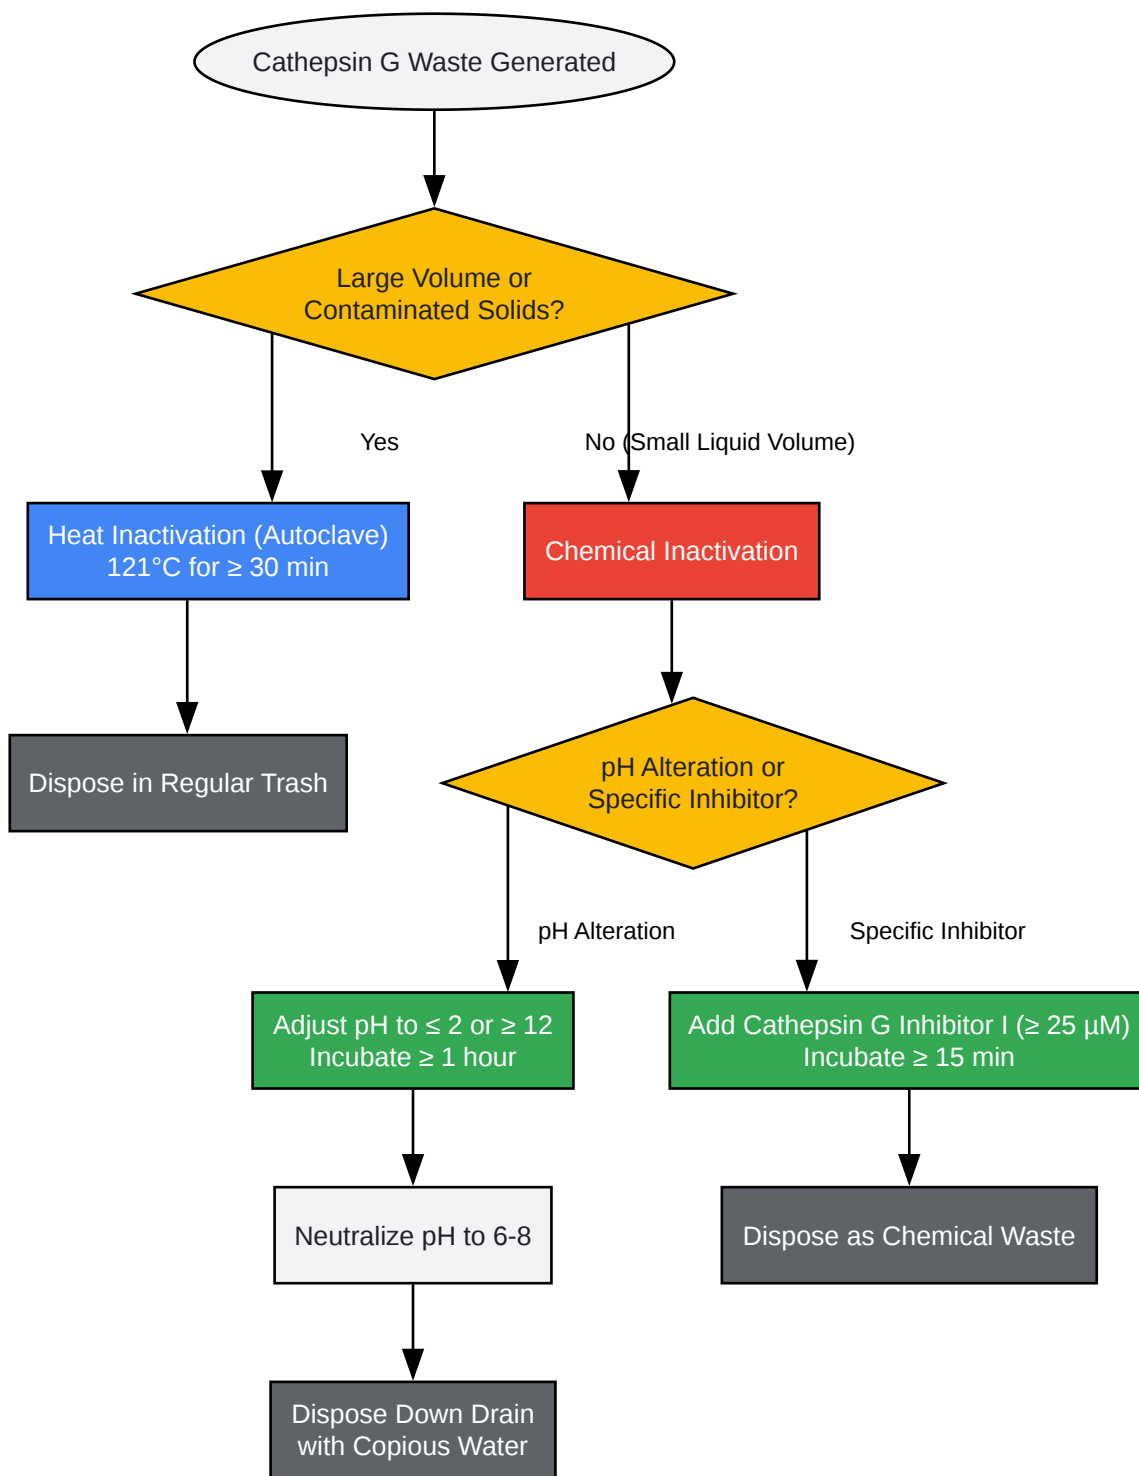 Cathepsin G Waste Generated
Large Volume or
Contaminated Solids?
Yes
No (Small Liquid Volume)
Heat Inactivation (Autoclave)
121°C for ≥ 30 min
Chemical Inactivation
Dispose in Regular Trash
pH Alteration or
Specific Inhibitor?
pH Alteration
Specific Inhibitor
Adjust pH to ≤ 2 or ≥ 12
Incubate ≥ 1 hour
Add Cathepsin G Inhibitor I (≥ 25 µM)
Incubate ≥ 15 min
Neutralize pH to 6-8
Dispose as Chemical Waste
Dispose Down Drain
with Copious Water